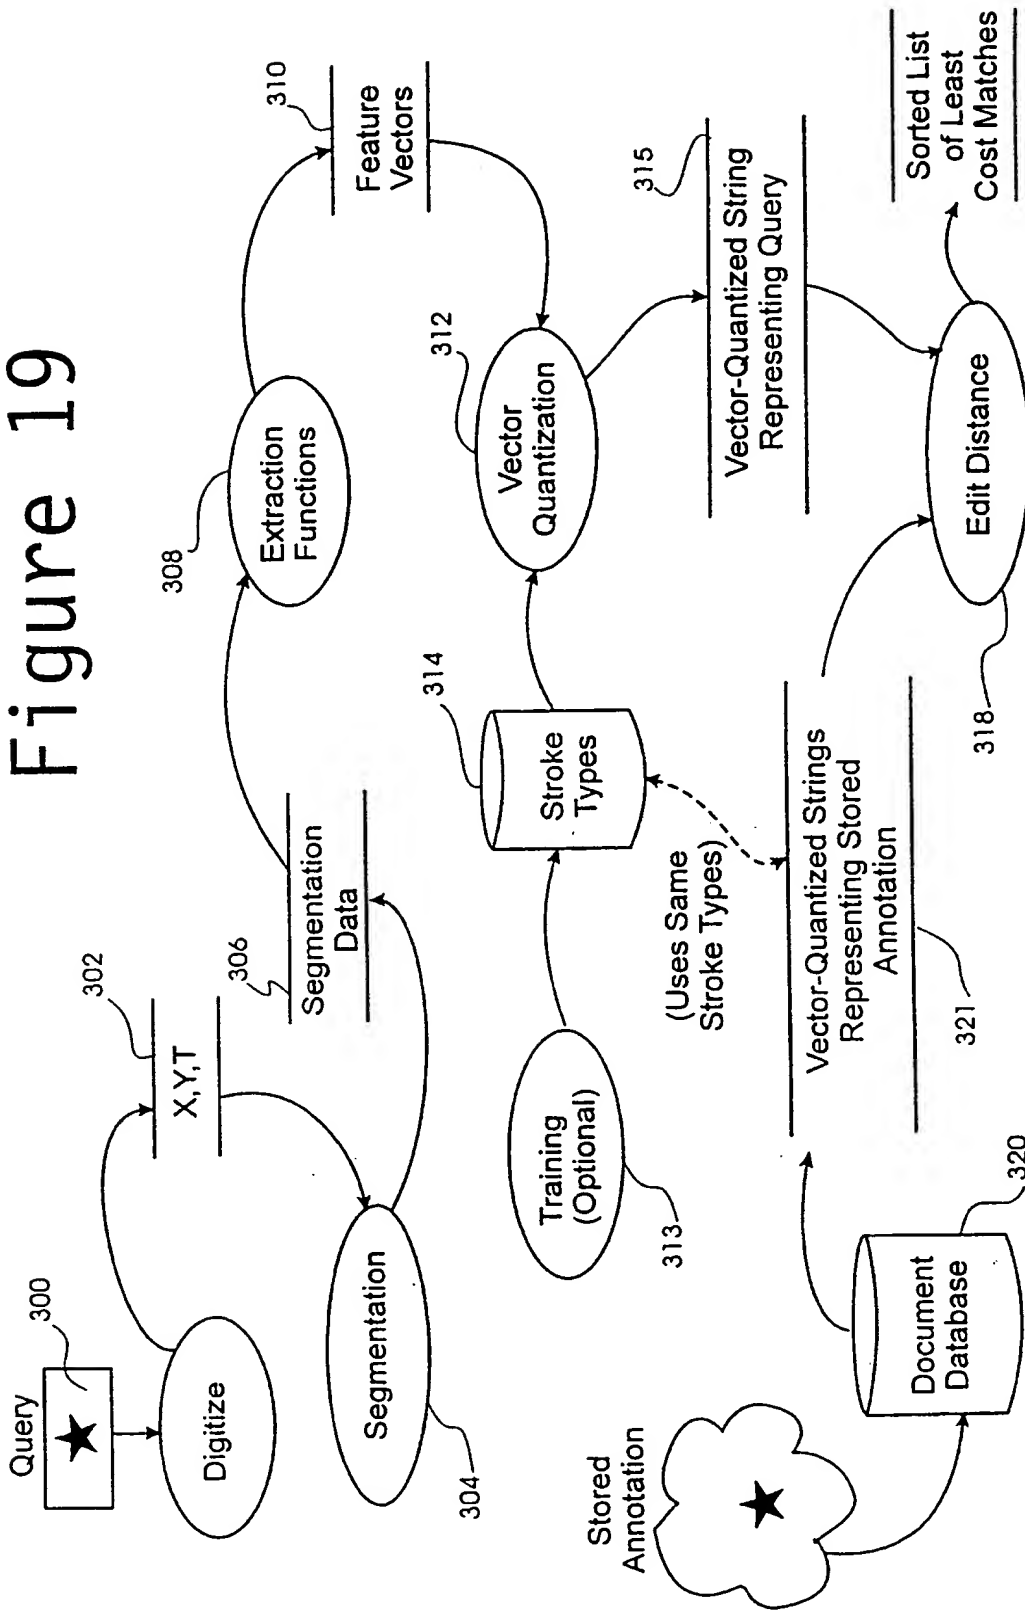 Figure 19
Query
300
Digitize
302
X,Y,T
Segmentation
304
306
Segmentation
Data
308
Extraction
Functions
310
Feature
Vectors
312
Vector
Quantization
Training
(Optional)
313
314
Stroke
Types
(Uses Same
Stroke Types)
315
Vector-Quantized String
Representing Query
Stored
Annotation
Document
Database
320
Vector-Quantized Strings
Representing Stored
Annotation
321
Edit Distance
318
Sorted List
of Least
Cost Matches